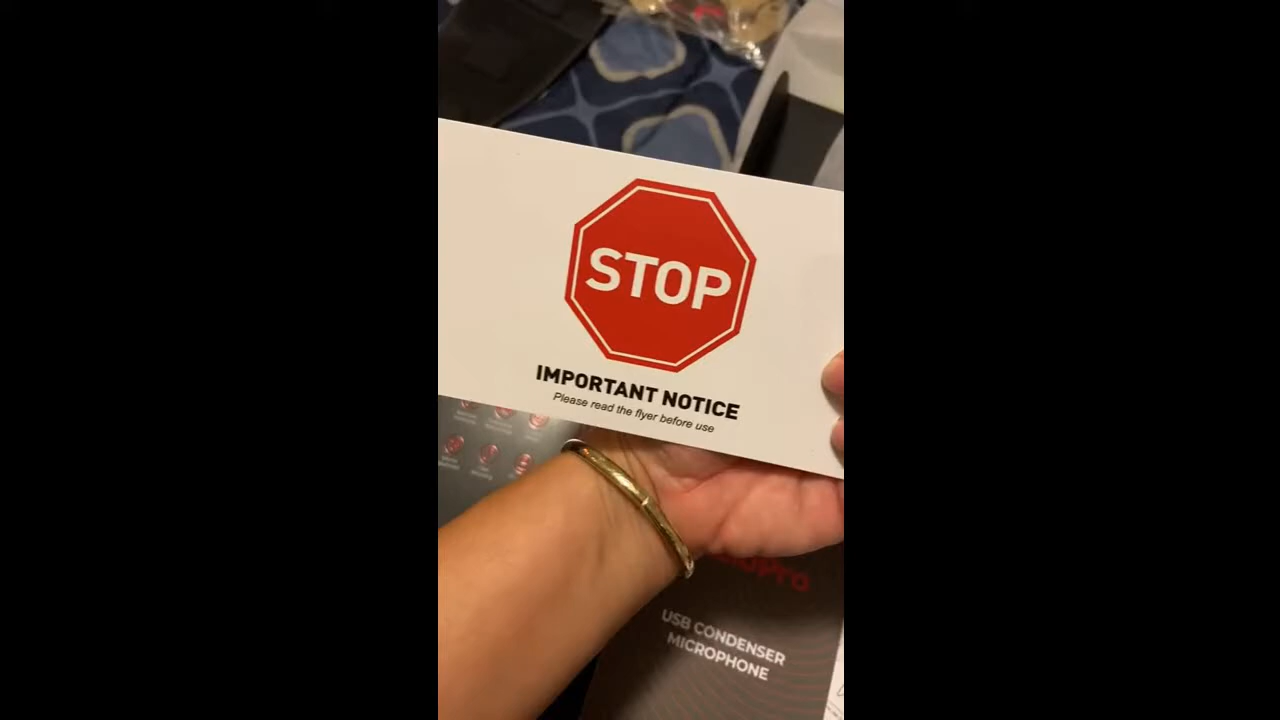 STOP
IMPORTANT NOTICE
Please read the flyer before use
USB CONDENSER
MICROPHONE